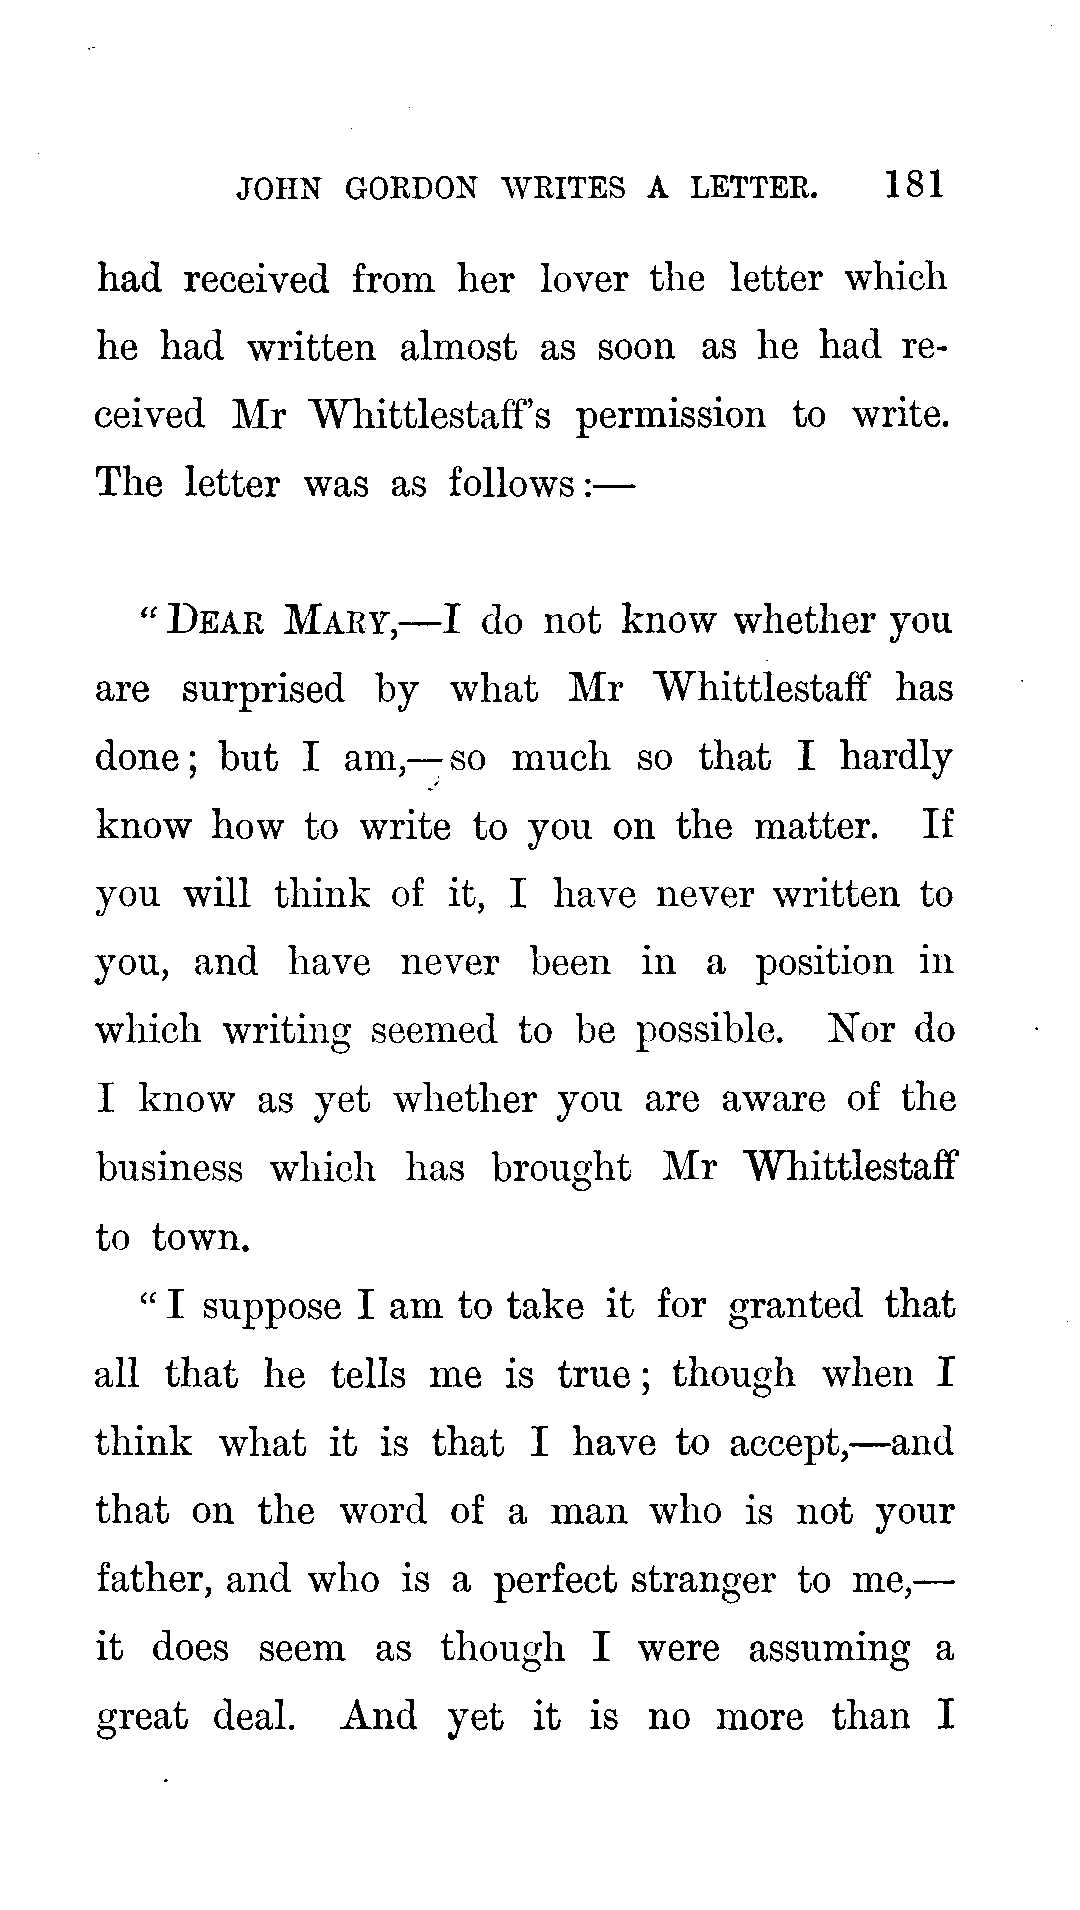 JOHN GORDON WRITES A LETTER. 181
had received from her lover the letter which
he had written almost as soon as he had re-
ceived Mr Whittlestaff's permission to write.
The letter was as follows:—
"DEAR MARY,—I do not know whether you
are surprised by what Mr Whittlestaff has
done; but I am,—so much so that I hardly
know how to write to you on the matter. If
you will think of it, I have never written to
you, and have never been in a position in
which writing seemed to be possible. Nor do
I know as yet whether you are aware of the
business which has brought Mr Whittlestaff
to town.
"I suppose I am to take it for granted that
all that he tells me is true; though when I
think what it is that I have to accept,—and
that on the word of a man who is not your
father, and who is a perfect stranger to me,—
it does seem as though I were assuming a
great deal. And yet it is no more than I